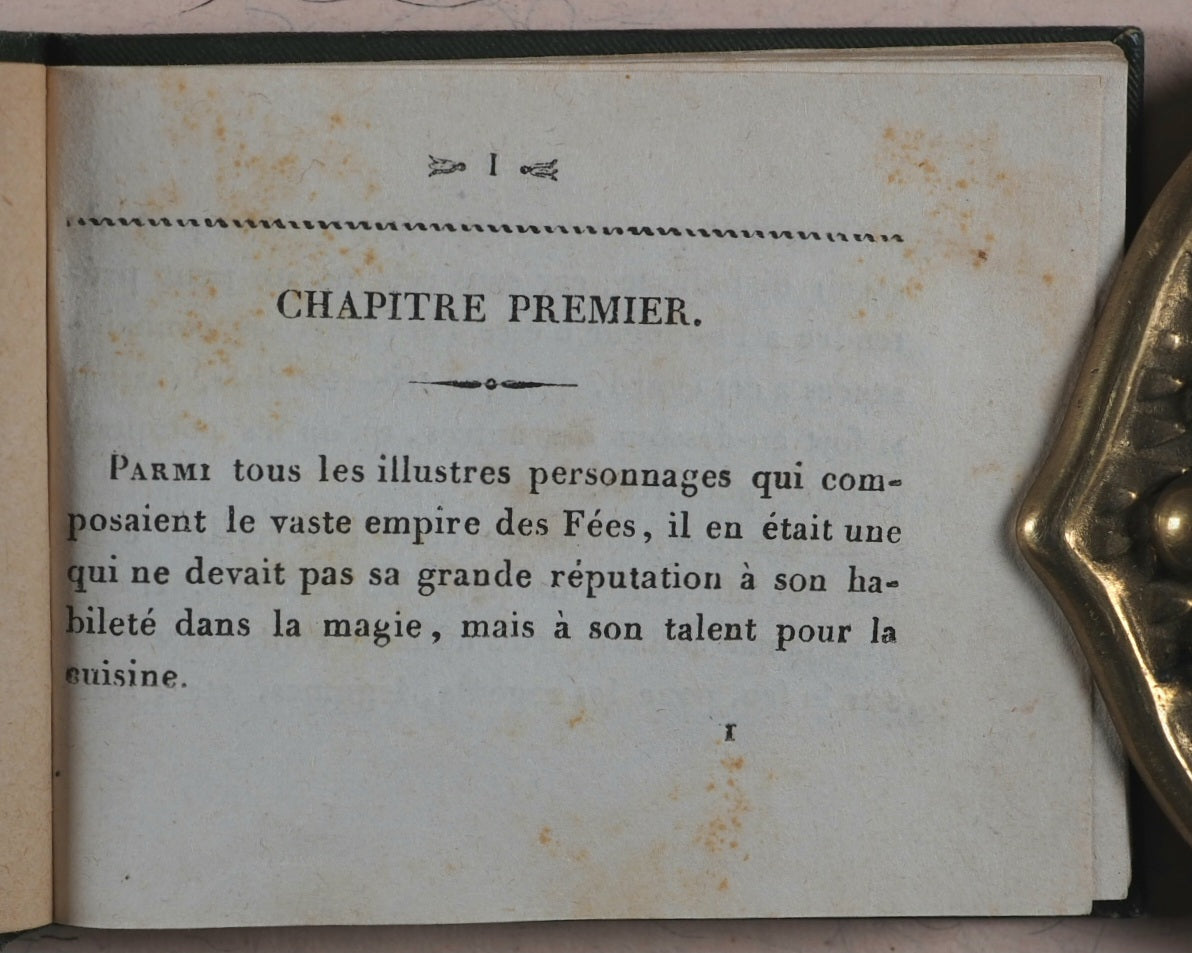 I
CHAPITRE PREMIER.
PARMI tous les illustres personnages qui com-
posaient le vaste empire des Fées, il en était une
qui ne devait pas sa grande réputation à son ha-
bileté dans la magie, mais à son talent pour la
cuisine.
I